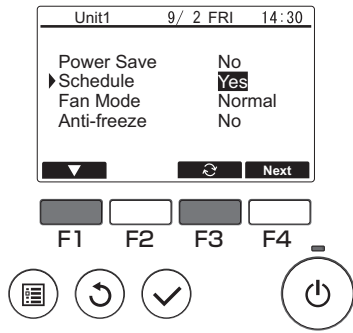 Unit1 9/ 2 FRI 14:30
Power Save No
Schedule Yes
Fan Mode Normal
Anti-freeze No
Next
F1 F2 F3 F4